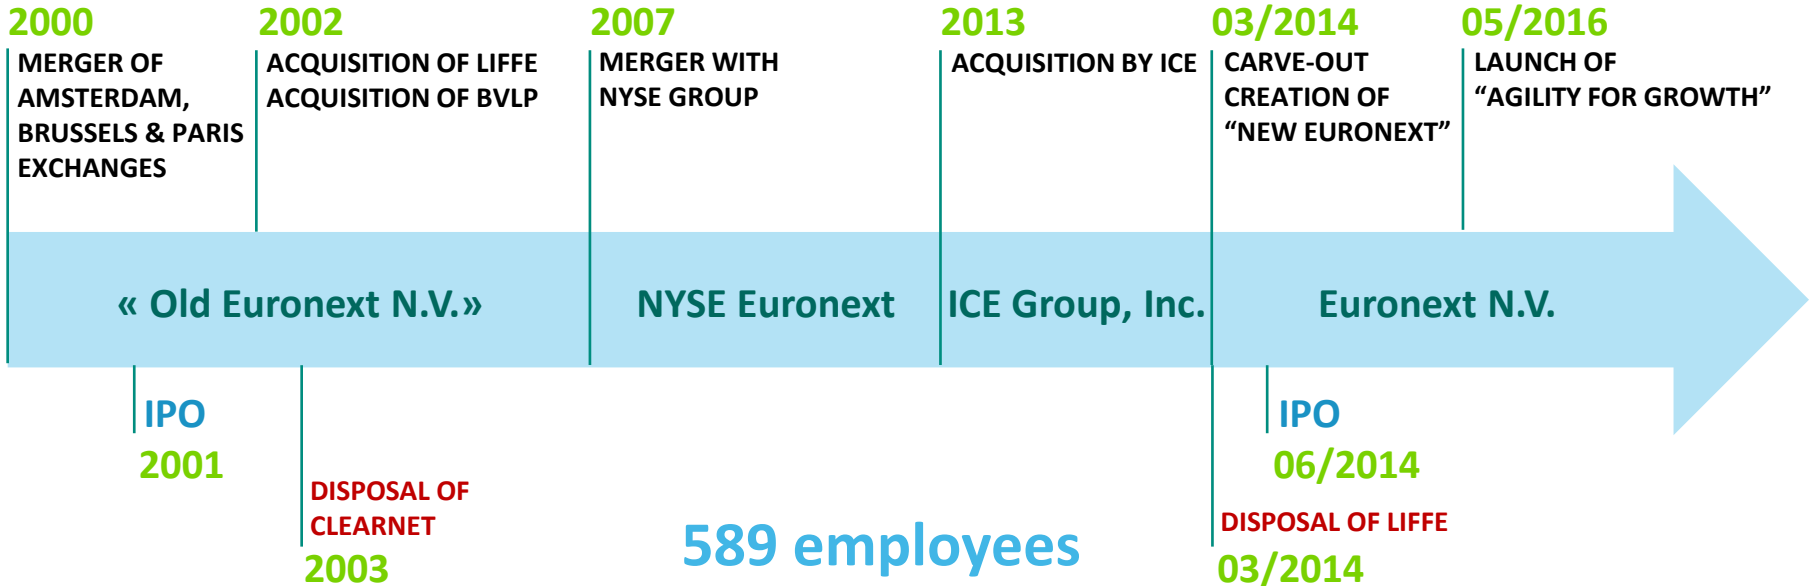 2000
MERGER OF
AMSTERDAM,
BRUSSELS & PARIS
EXCHANGES
2002
ACQUISITION OF LIFFE
ACQUISITION OF BVLP
2007
MERGER WITH
NYSE GROUP
2013
ACQUISITION BY ICE
03/2014
CARVE-OUT
CREATION OF
“NEW EURONEXT”
05/2016
LAUNCH OF
“AGILITY FOR GROWTH”
« Old Euronext N.V.»
NYSE Euronext
ICE Group, Inc.
Euronext N.V.
IPO
2001
DISPOSAL OF
CLEARNET
2003
589 employees
IPO
06/2014
DISPOSAL OF LIFFE
03/2014